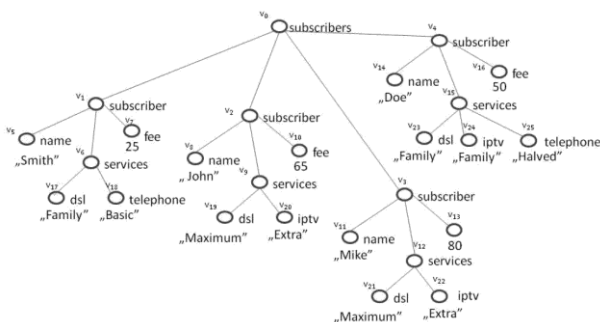 v₀ subscribers
v₄ subscriber
v₁₄ name
„Doe”
v₁₆ fee
50
v₁₅ services
v₂₃ dsl
„Family”
v₂₄ iptv
„Family”
v₂₅ telephone
„Halved”
v₁ subscriber
v₅ name
„Smith”
v₇ fee
25
v₆ services
v₁₇ dsl
„Family”
v₁₈ telephone
„Basic”
v₂ subscriber
v₈ name
„John”
v₁₀ fee
65
v₉ services
v₁₉ dsl
„Maximum”
v₂₀ iptv
„Extra”
v₃ subscriber
v₁₁ name
„Mike”
v₁₃
80
v₁₂ services
v₂₁ dsl
„Maximum”
v₂₂ iptv
„Extra”